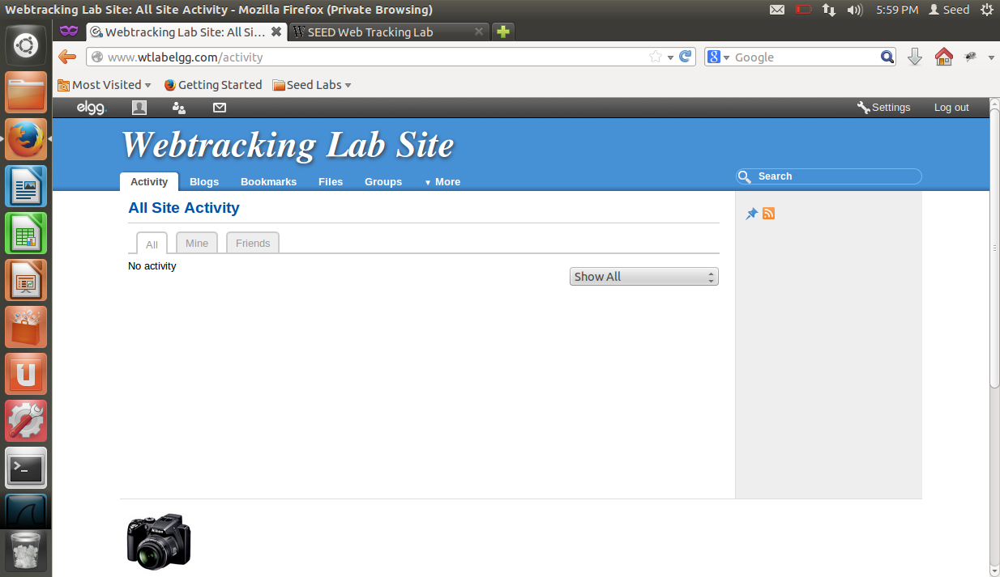 Webtracking Lab Site: All Site Activity - Mozilla Firefox (Private Browsing)
5:59 PM Seed
Webtracking Lab Site: All Si... SEED Web Tracking Lab
www.wtlabelgg.com/activity
8 Google
Most Visited Getting Started Seed Labs
elgg. Settings Log out
Webtracking Lab Site
Activity Blogs Bookmarks Files Groups More
Search
All Site Activity
All Mine Friends
No activity
Show All
Nikon